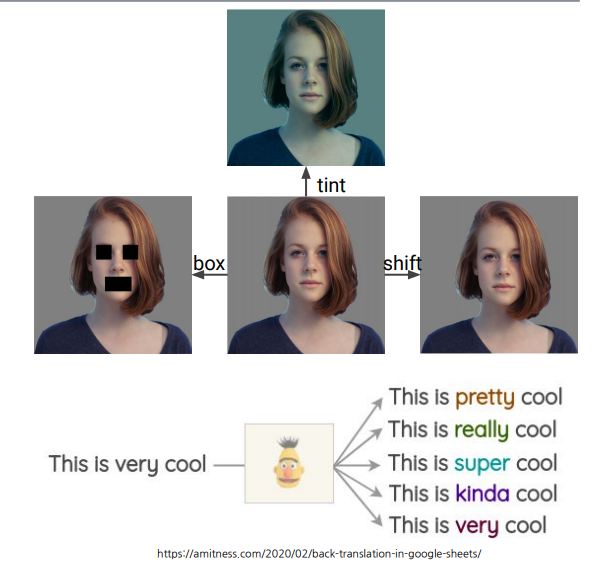 tint
box
shift
This is pretty cool
This is really cool
This is very cool
This is super cool
This is kinda cool
This is very cool
https://amitness.com/2020/02/back-translation-in-google-sheets/